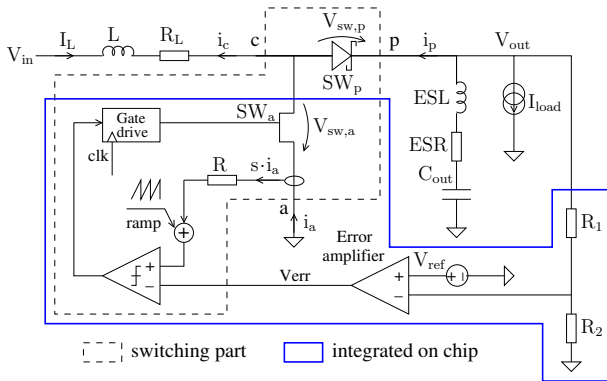 V_sw,p
V_in
I_L
L
R_L
i_c
c
SW_p
p
i_p
V_out
ESL
I_load
ESR
C_out
Gate
drive
clk
SW_a
V_sw,a
R
s·i_a
a
i_a
ramp
+
+
−
Verr
Error
amplifier
+
−
V_ref
+
−
R_1
R_2
switching part
integrated on chip